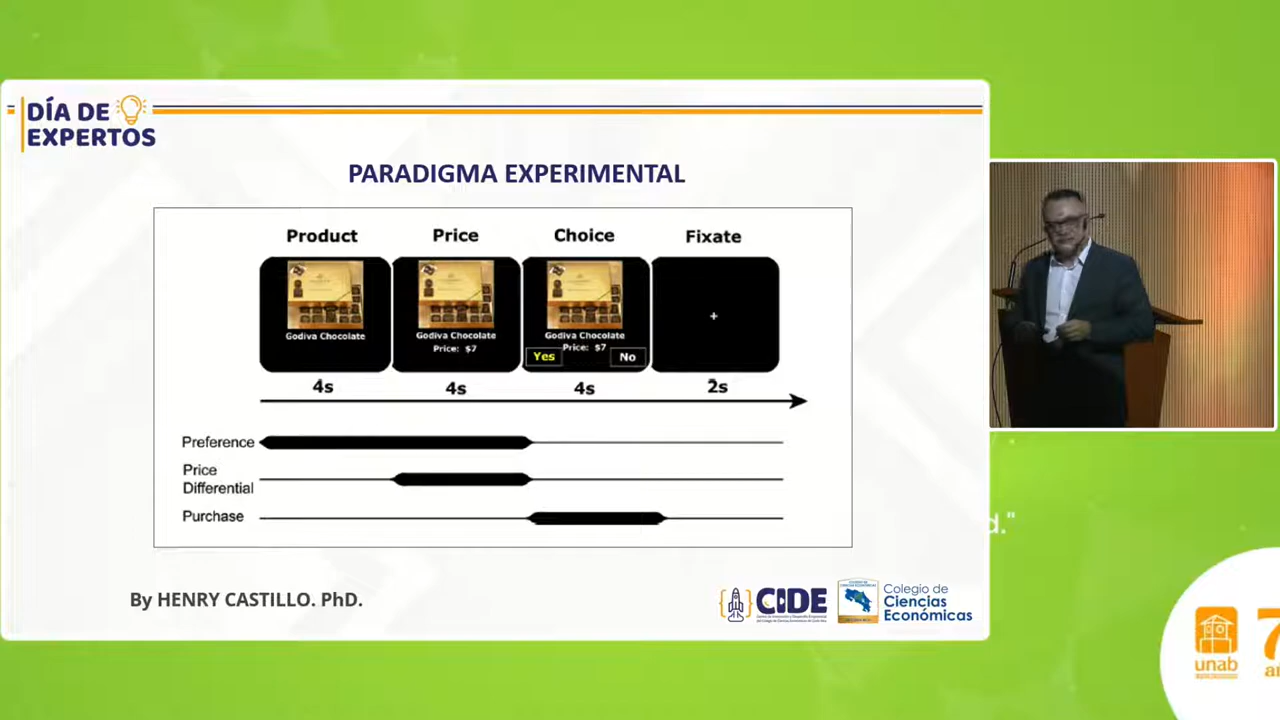 DÍA DE
EXPERTOS
PARADIGMA EXPERIMENTAL
Product Price Choice Fixate
Godiva Chocolate
Godiva Chocolate
Price: $7
Godiva Chocolate
Price: $7
Yes No
+
4s 4s 4s 2s
Preference
Price
Differential
Purchase
By HENRY CASTILLO. PhD.
CIDE
Colegio de
Ciencias
Económicas
d."
unab
7